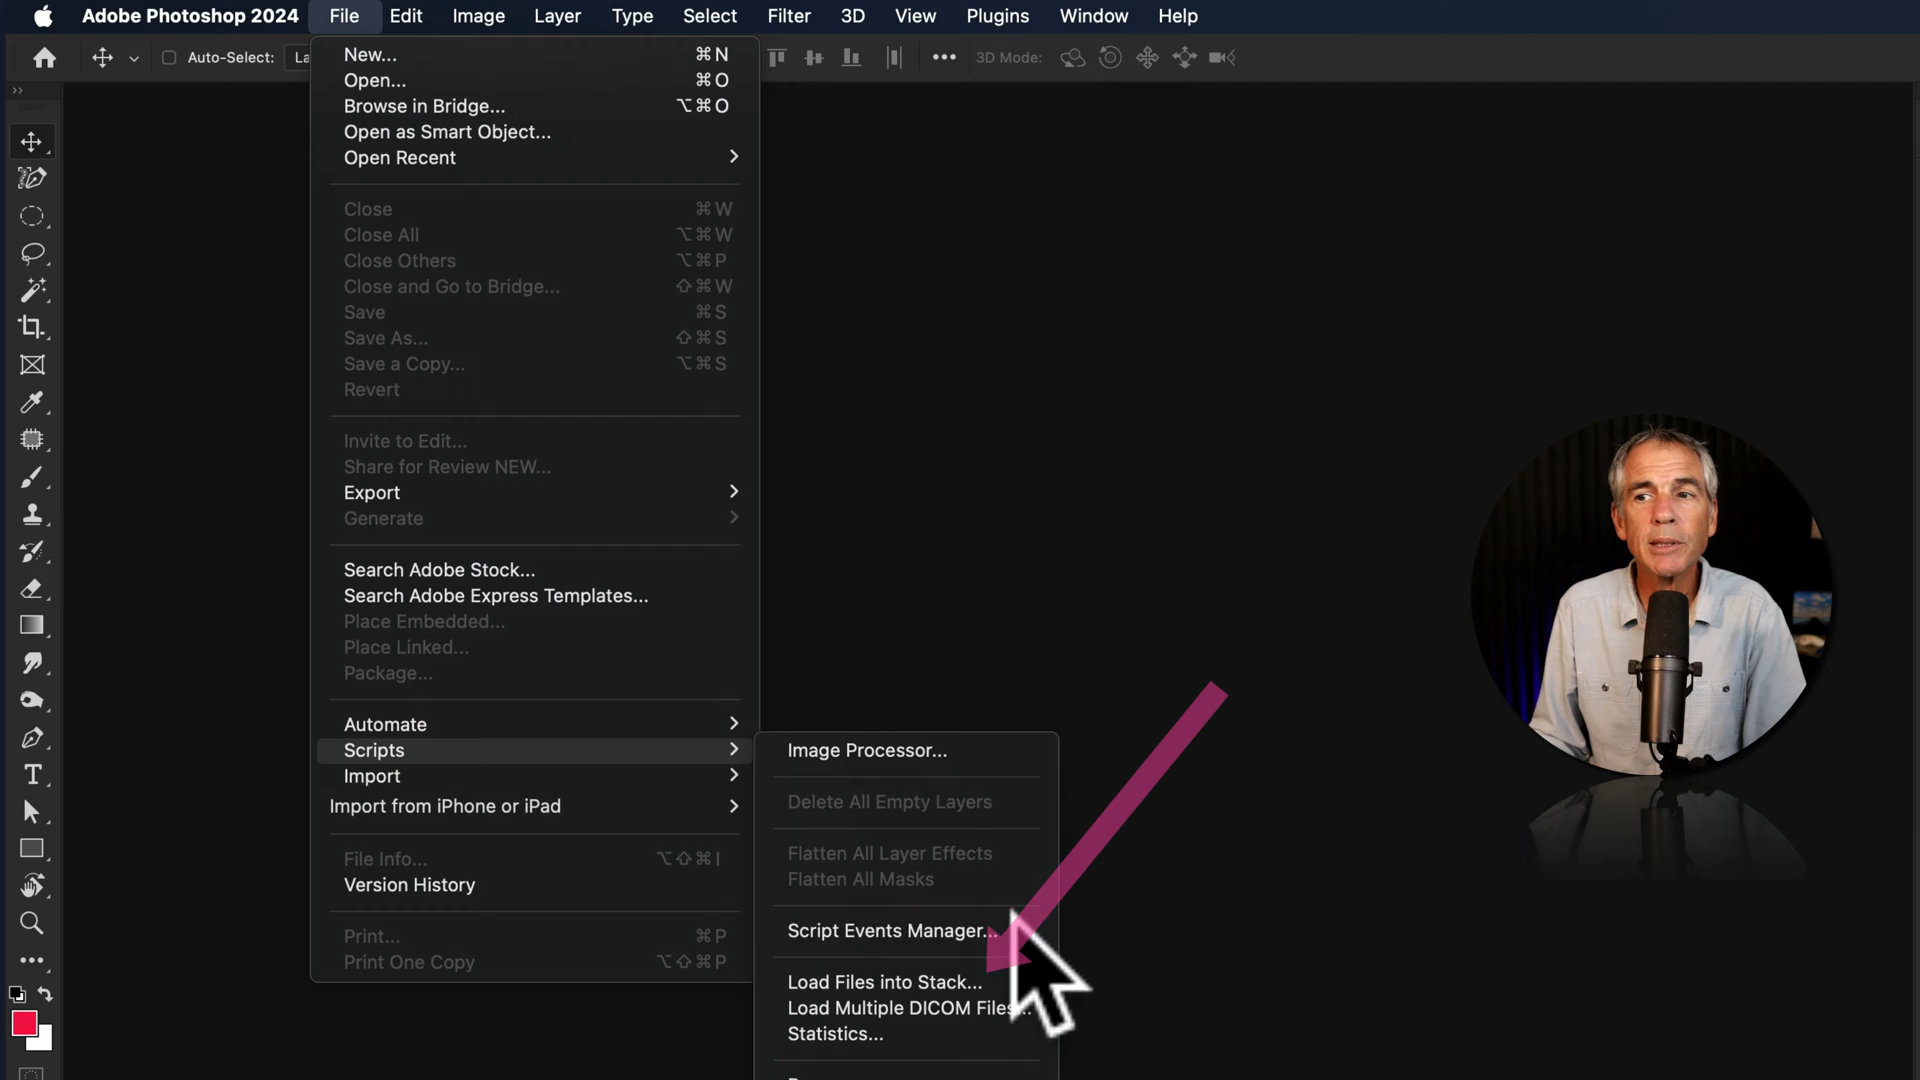 Adobe Photoshop 2024 File Edit Image Layer Type Select Filter 3D View Plugins Window Help
Auto-Select: La 3D Mode:
New... ⌘N
Open... ⌘O
Browse in Bridge... ⌥⌘O
Open as Smart Object...
Open Recent
Close ⌘W
Close All ⌥⌘W
Close Others ⌥⌘P
Close and Go to Bridge... ⇧⌘W
Save ⌘S
Save As... ⇧⌘S
Save a Copy... ⌥⌘S
Revert
Invite to Edit...
Share for Review NEW...
Export
Generate
Search Adobe Stock...
Search Adobe Express Templates...
Place Embedded...
Place Linked...
Package...
Automate
Scripts
Import
Import from iPhone or iPad
File Info... ⌥⇧⌘I
Version History
Print... ⌘P
Print One Copy ⌥⇧⌘P
Image Processor...
Delete All Empty Layers
Flatten All Layer Effects
Flatten All Masks
Script Events Manager...
Load Files into Stack...
Load Multiple DICOM Files...
Statistics...